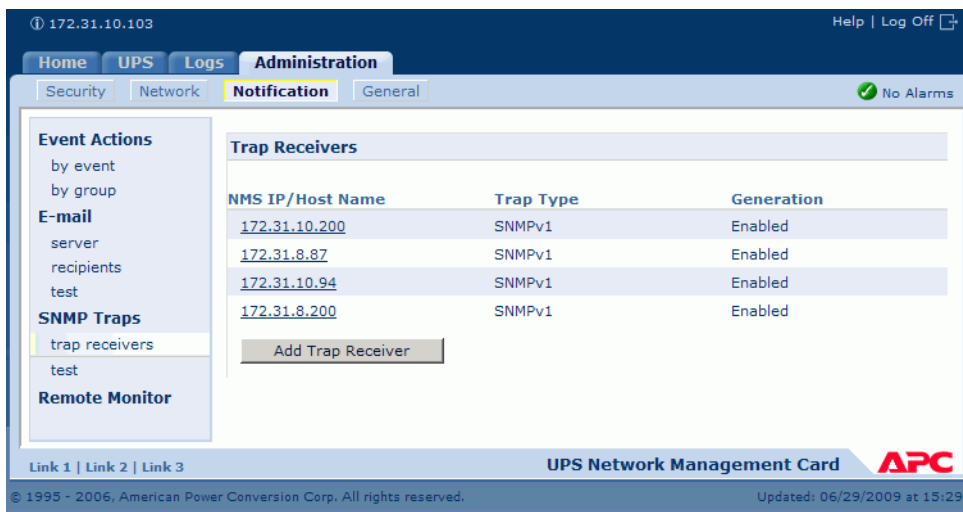 172.31.10.103
Help | Log Off
Home UPS Logs Administration
Security Network Notification General
No Alarms
Event Actions
by event
by group
E-mail
server
recipients
test
SNMP Traps
trap receivers
test
Remote Monitor
Trap Receivers
NMS IP/Host Name Trap Type Generation
172.31.10.200 SNMPv1 Enabled
172.31.8.87 SNMPv1 Enabled
172.31.10.94 SNMPv1 Enabled
172.31.8.200 SNMPv1 Enabled
Add Trap Receiver
Link 1 | Link 2 | Link 3
UPS Network Management Card APC
© 1995 - 2006, American Power Conversion Corp. All rights reserved.
Updated: 06/29/2009 at 15:29